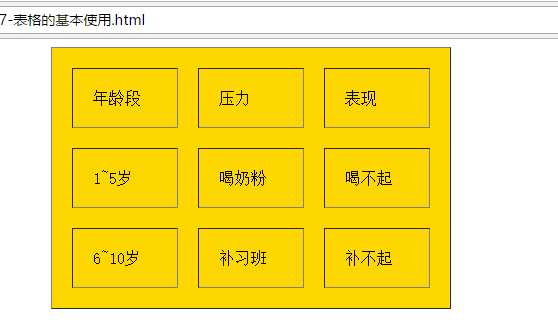 7-表格的基本使用.html
年龄段 压力 表现
1~5岁 喝奶粉 喝不起
6~10岁 补习班 补不起